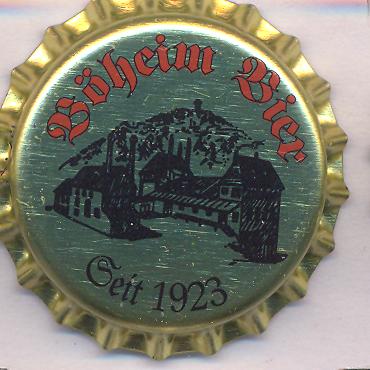 Böheim Bier
Seit 1923